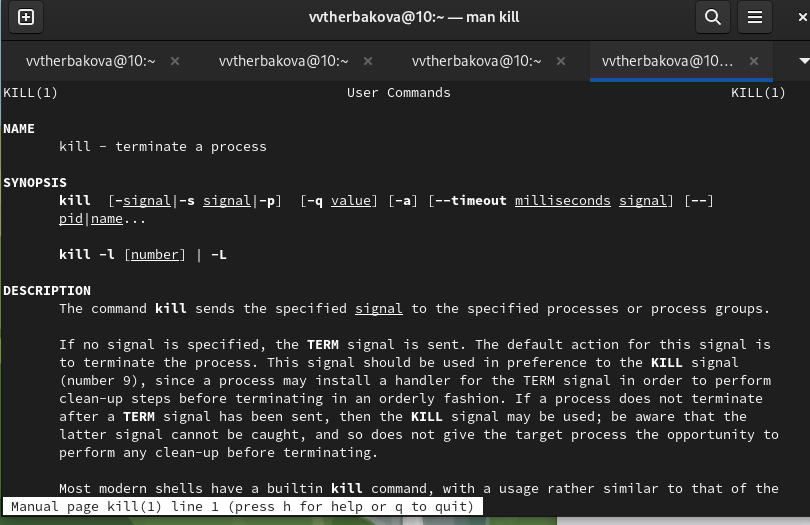 vvtherbakova@10:~ — man kill
vvtherbakova@10:~ × vvtherbakova@10:~ × vvtherbakova@10:~ × vvtherbakova@10... ×
KILL(1) User Commands KILL(1)
NAME
kill - terminate a process
SYNOPSIS
kill [-signal|-s signal|-p] [-q value] [-a] [--timeout milliseconds signal] [--]
pid|name...
kill -l [number] | -L
DESCRIPTION
The command kill sends the specified signal to the specified processes or process groups.
If no signal is specified, the TERM signal is sent. The default action for this signal is
to terminate the process. This signal should be used in preference to the KILL signal
(number 9), since a process may install a handler for the TERM signal in order to perform
clean-up steps before terminating in an orderly fashion. If a process does not terminate
after a TERM signal has been sent, then the KILL signal may be used; be aware that the
latter signal cannot be caught, and so does not give the target process the opportunity to
perform any clean-up before terminating.
Most modern shells have a builtin kill command, with a usage rather similar to that of the
Manual page kill(1) line 1 (press h for help or q to quit)